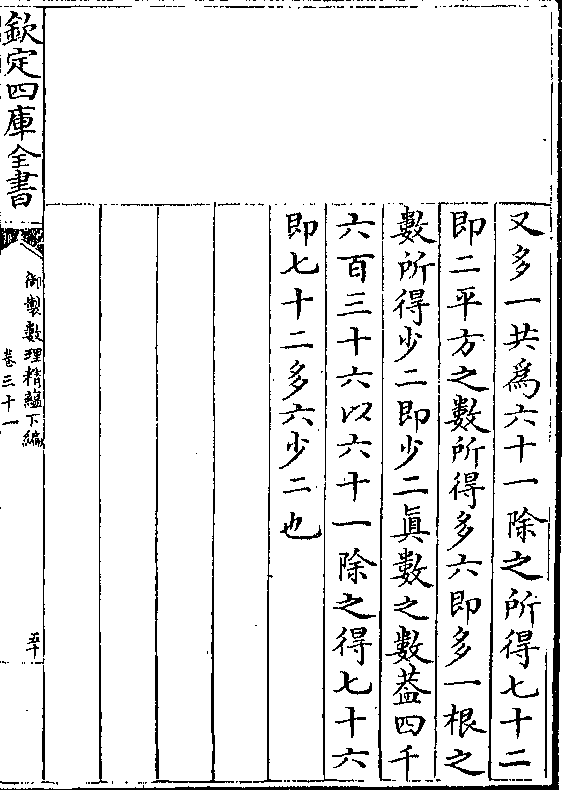 又多一共爲六十一除之所得七十二
即二平方之數所得多六即多一根之
數所得少二即少二眞數之數葢四千
六百三十六以六十一除之得七十六
即七十二多六少二也
欽定四庫全書
御製數理精藴下編
卷三十一